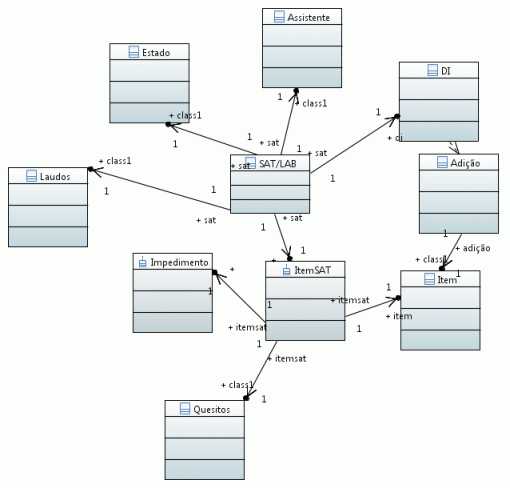 Assistente
Estado
DI
1
+ class1
1
+ class1
+ sat
+ di
1
Adição
+ class1
SAT/LAB
1
+ sat
+ sat
Laudos
1
1
1
+ sat
+ sat
1
1
+ adição
Impedimento
+
1
+ class1
1
ItemSAT
Item
1
1
1
+ itemsat
+ itemsat
1
+ item
1
+ itemsat
+ class1
1
Quesitos